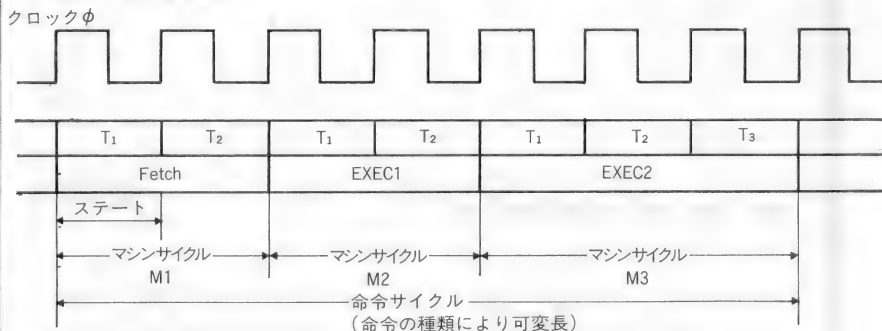 クロックφ
T₁ T₂ T₁ T₂ T₁ T₂ T₃
Fetch EXEC1 EXEC2
ステート
マシンサイクル マシンサイクル マシンサイクル
M1 M2 M3
命令サイクル
(命令の種類により可変長)